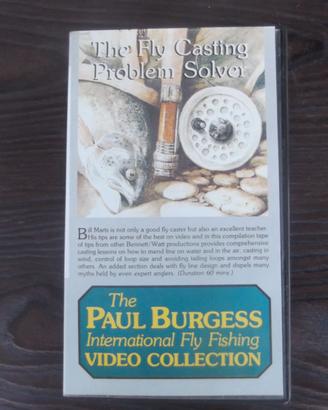 The Fly Casting
Problem Solver
Bill Marts is not only a good fly caster but also an excellent teacher.
His tips are some of the best on video and in this compilation tape
of tips from other Bennett/Watt productions provides comprehensive
casting lessons on how to mend line on water and in the air, casting in
wind, control of loop size and avoiding tailing loops amongst many
others. An added section deals with fly line design and dispels many
myths held by even expert anglers. (Duration 60 mins.)
The
PAUL BURGESS
International Fly Fishing
VIDEO COLLECTION